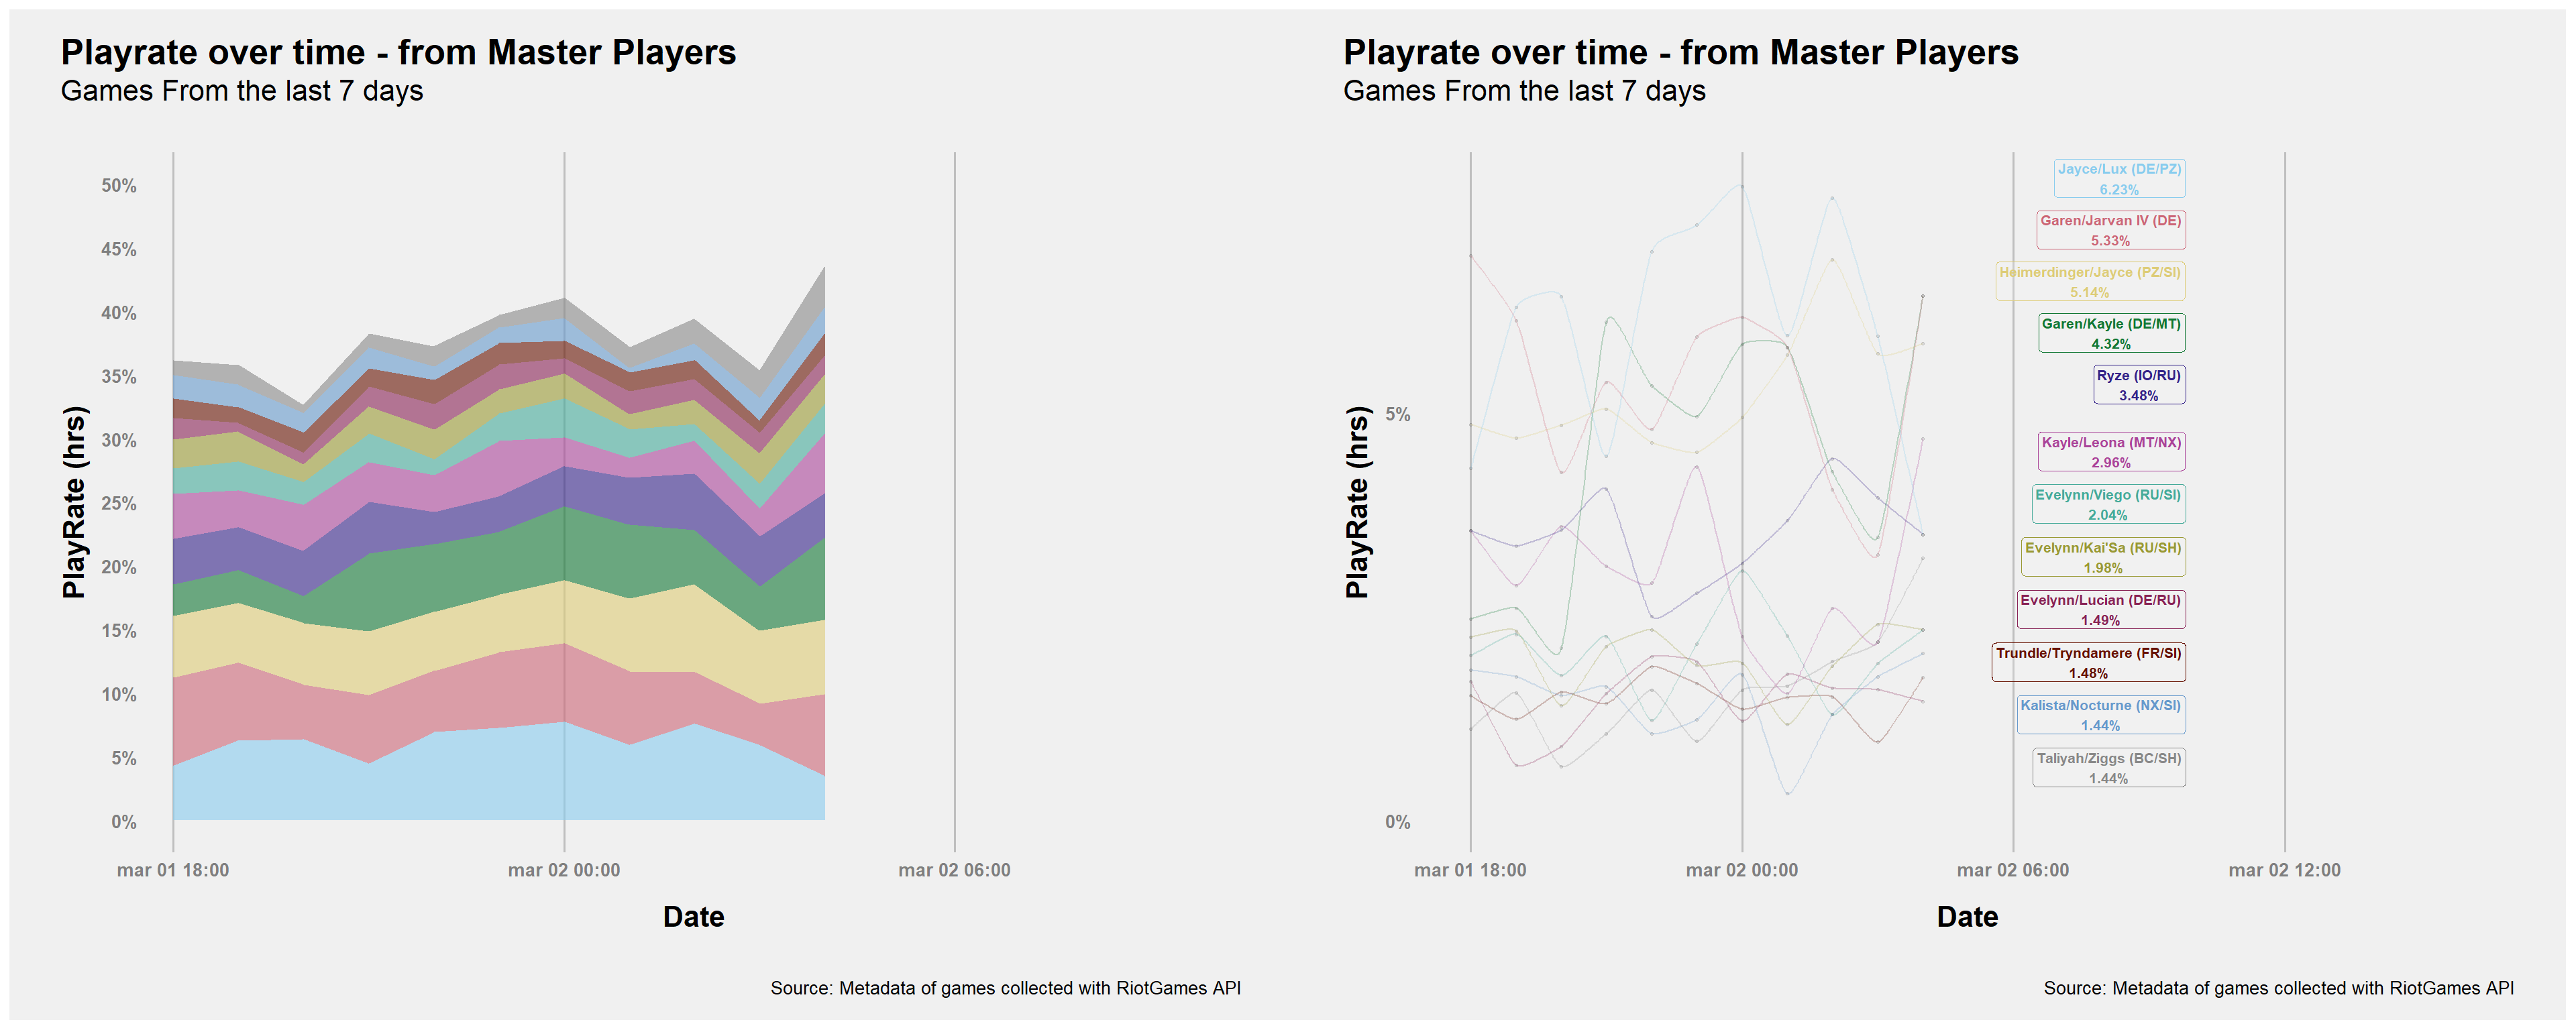 Playrate over time - from Master Players
Games From the last 7 days
PlayRate (hrs)
50%
45%
40%
35%
30%
25%
20%
15%
10%
5%
0%
mar 01 18:00
mar 02 00:00
mar 02 06:00
Date
Source: Metadata of games collected with RiotGames API
Playrate over time - from Master Players
Games From the last 7 days
PlayRate (hrs)
5%
0%
Jayce/Lux (DE/PZ)
6.23%
Garen/Jarvan IV (DE)
5.33%
Heimerdinger/Jayce (PZ/SI)
5.14%
Garen/Kayle (DE/MT)
4.32%
Ryze (IO/RU)
3.48%
Kayle/Leona (MT/NX)
2.96%
Evelynn/Viego (RU/SI)
2.04%
Evelynn/Kai'Sa (RU/SH)
1.98%
Evelynn/Lucian (DE/RU)
1.49%
Trundle/Tryndamere (FR/SI)
1.48%
Kalista/Nocturne (NX/SI)
1.44%
Taliyah/Ziggs (BC/SH)
1.44%
mar 01 18:00
mar 02 00:00
mar 02 06:00
mar 02 12:00
Date
Source: Metadata of games collected with RiotGames API